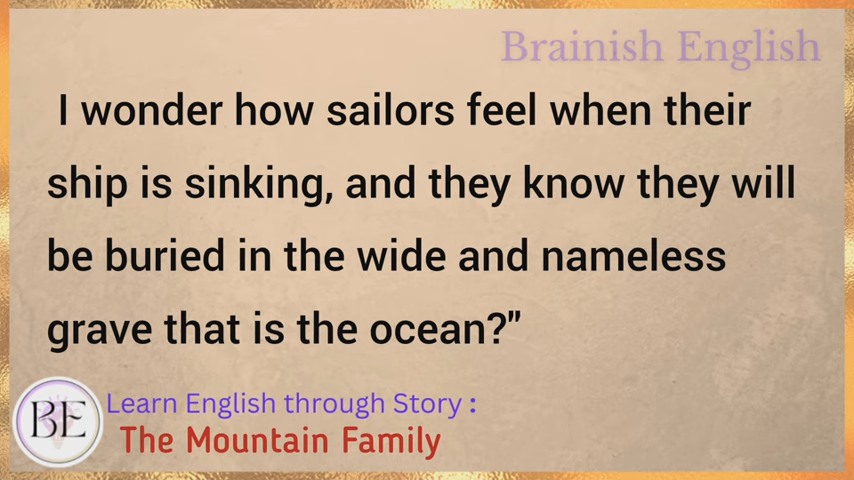 Brainish English
I wonder how sailors feel when their
ship is sinking, and they know they will
be buried in the wide and nameless
grave that is the ocean?"
BE
Learn English through Story :
The Mountain Family